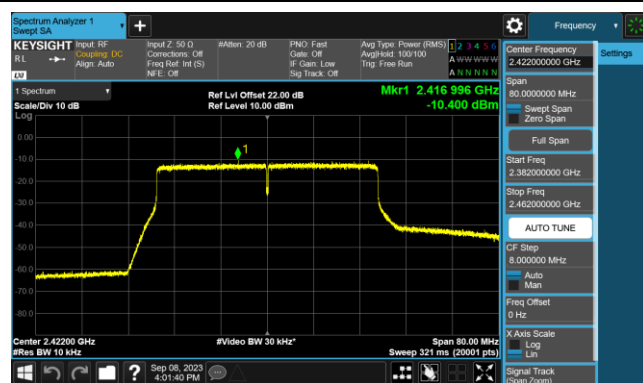 Spectrum Analyzer 1
Swept SA
Frequency
KEYSIGHT
Input: RF
Coupling: DC
Align: Auto
Input Z: 50 Ω
Corrections: Off
Freq Ref: Int (S)
NFE: Off
#Atten: 20 dB
PNO: Fast
Gate: Off
IF Gain: Low
Sig Track: Off
Avg Type: Power (RMS)
Avg|Hold: 100/100
Trig: Free Run
1 2 3 4 5 6
A W W W W W
A N N N N N
R L
LXI
1 Spectrum
Scale/Div 10 dB
Log
Ref Lvl Offset 22.00 dB
Ref Level 10.00 dBm
Mkr1 2.416 996 GHz
-10.400 dBm
1
0.00
-10.0
-20.0
-30.0
-40.0
-50.0
-60.0
-70.0
-80.0
Center 2.42200 GHz
#Res BW 10 kHz
#Video BW 30 kHz*
Span 80.00 MHz
Sweep 321 ms (20001 pts)
Sep 08, 2023
4:01:40 PM
?
Center Frequency
2.422000000 GHz
Settings
Span
80.0000000 MHz
Swept Span
Zero Span
Full Span
Start Freq
2.382000000 GHz
Stop Freq
2.462000000 GHz
AUTO TUNE
CF Step
8.000000 MHz
Auto
Man
Freq Offset
0 Hz
X Axis Scale
Log
Lin
Signal Track
(Span Zoom)